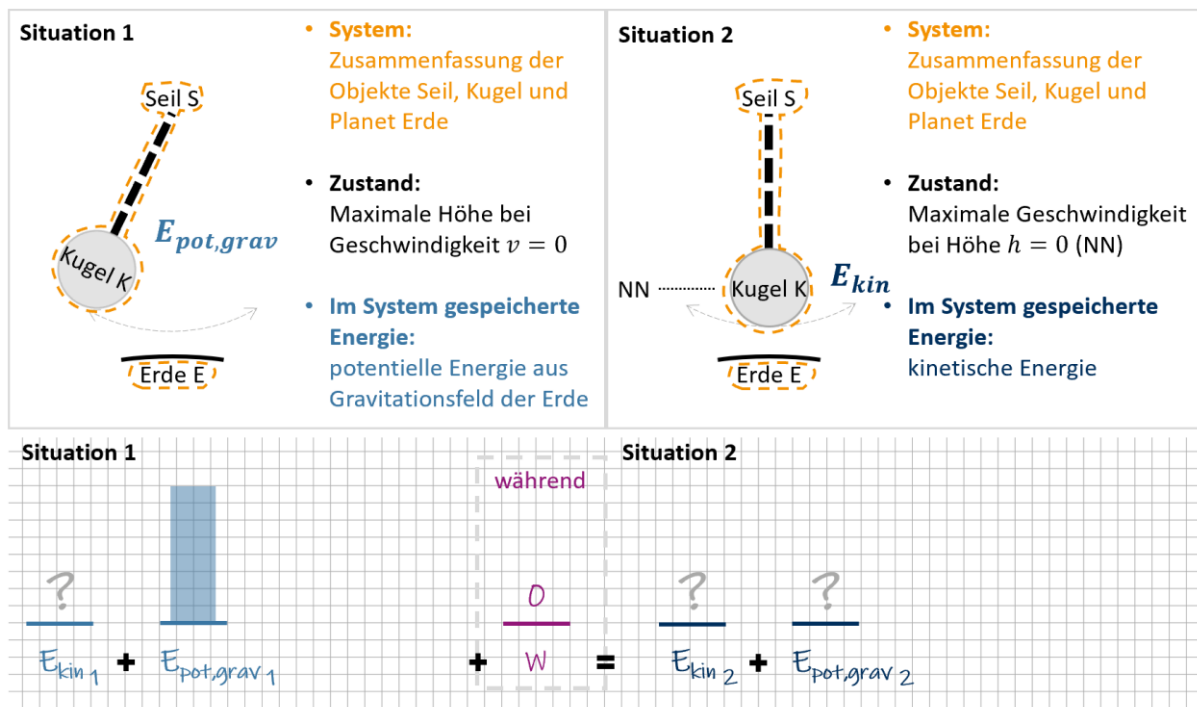 Situation 1
Seil S
Kugel K
E_pot,grav
Erde E
• System:
Zusammenfassung der
Objekte Seil, Kugel und
Planet Erde
• Zustand:
Maximale Höhe bei
Geschwindigkeit v = 0
• Im System gespeicherte
Energie:
potentielle Energie aus
Gravitationsfeld der Erde
Situation 2
Seil S
NN
Kugel K
E_kin
Erde E
• System:
Zusammenfassung der
Objekte Seil, Kugel und
Planet Erde
• Zustand:
Maximale Geschwindigkeit
bei Höhe h = 0 (NN)
• Im System gespeicherte
Energie:
kinetische Energie
Situation 1
während
Situation 2
? 0 ? ?
E_kin 1 + E_pot,grav 1 + W = E_kin 2 + E_pot,grav 2